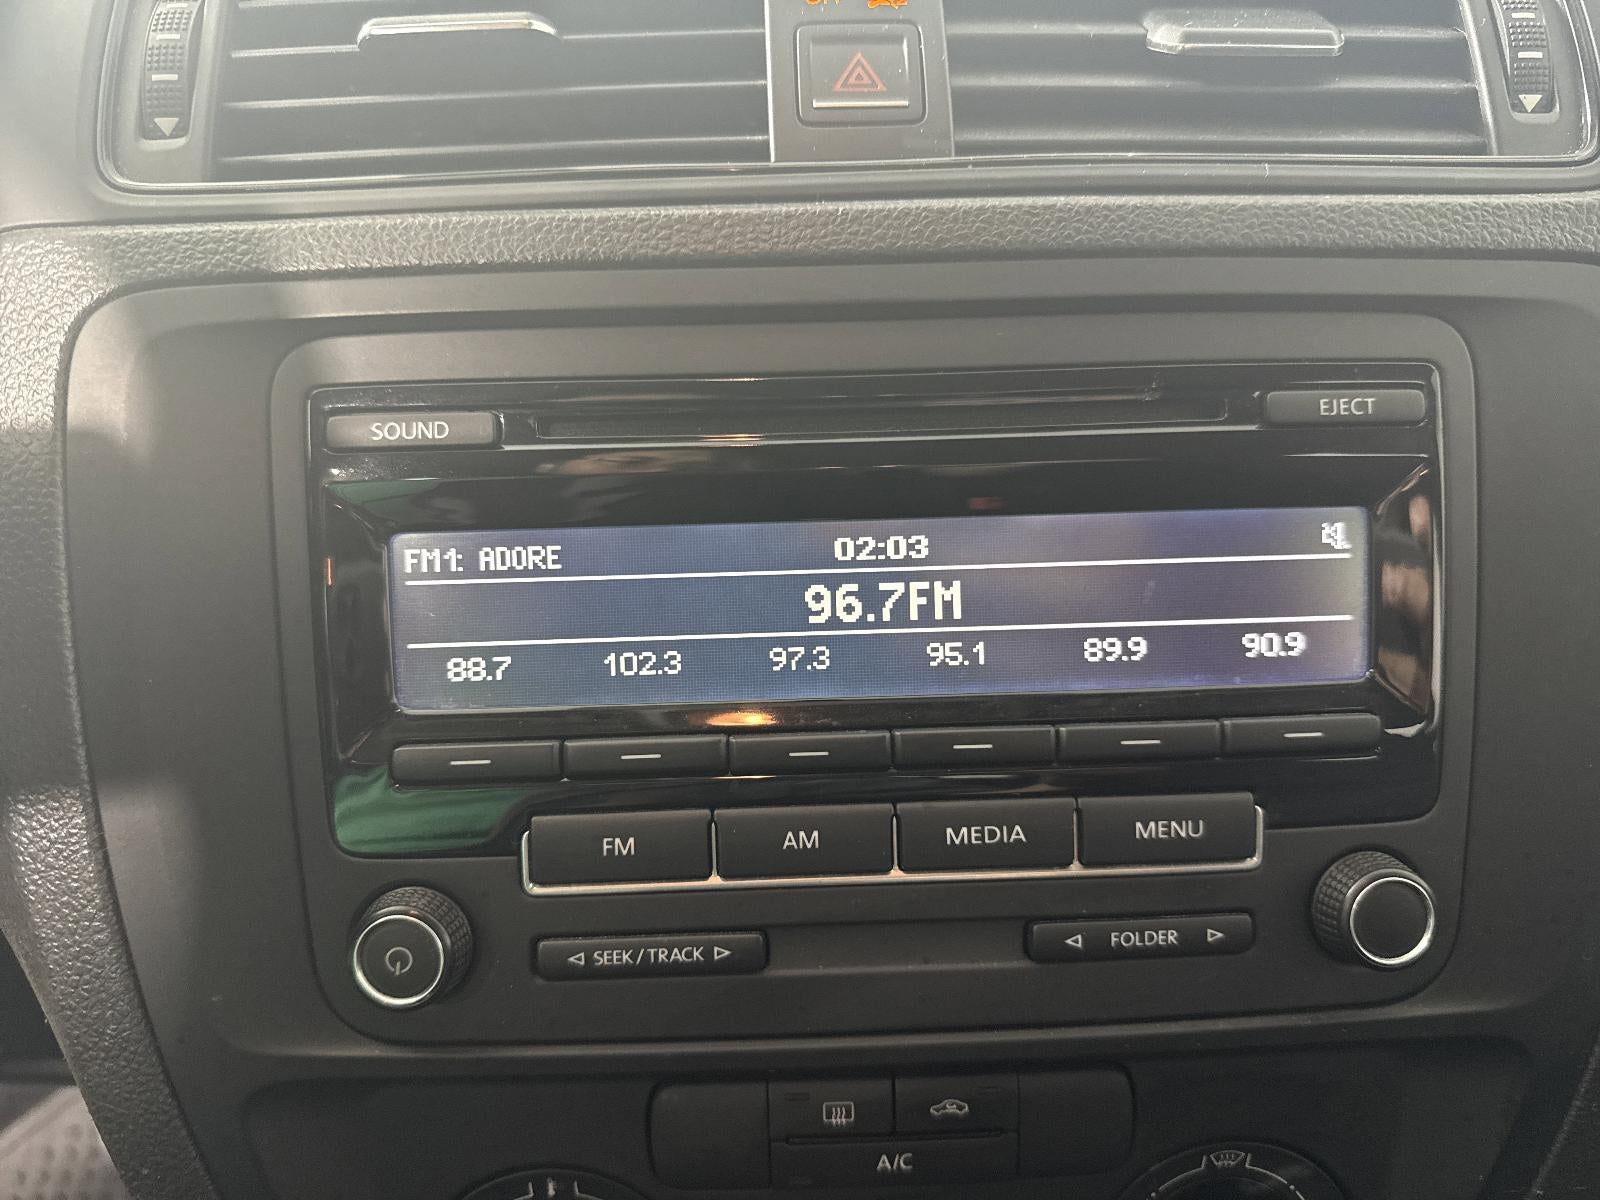 SOUND
EJECT
FM1: ADORE 02:03
96.7FM
88.7 102.3 97.3 95.1 89.9 90.9
FM AM MEDIA MENU
SEEK/TRACK
FOLDER
A/C